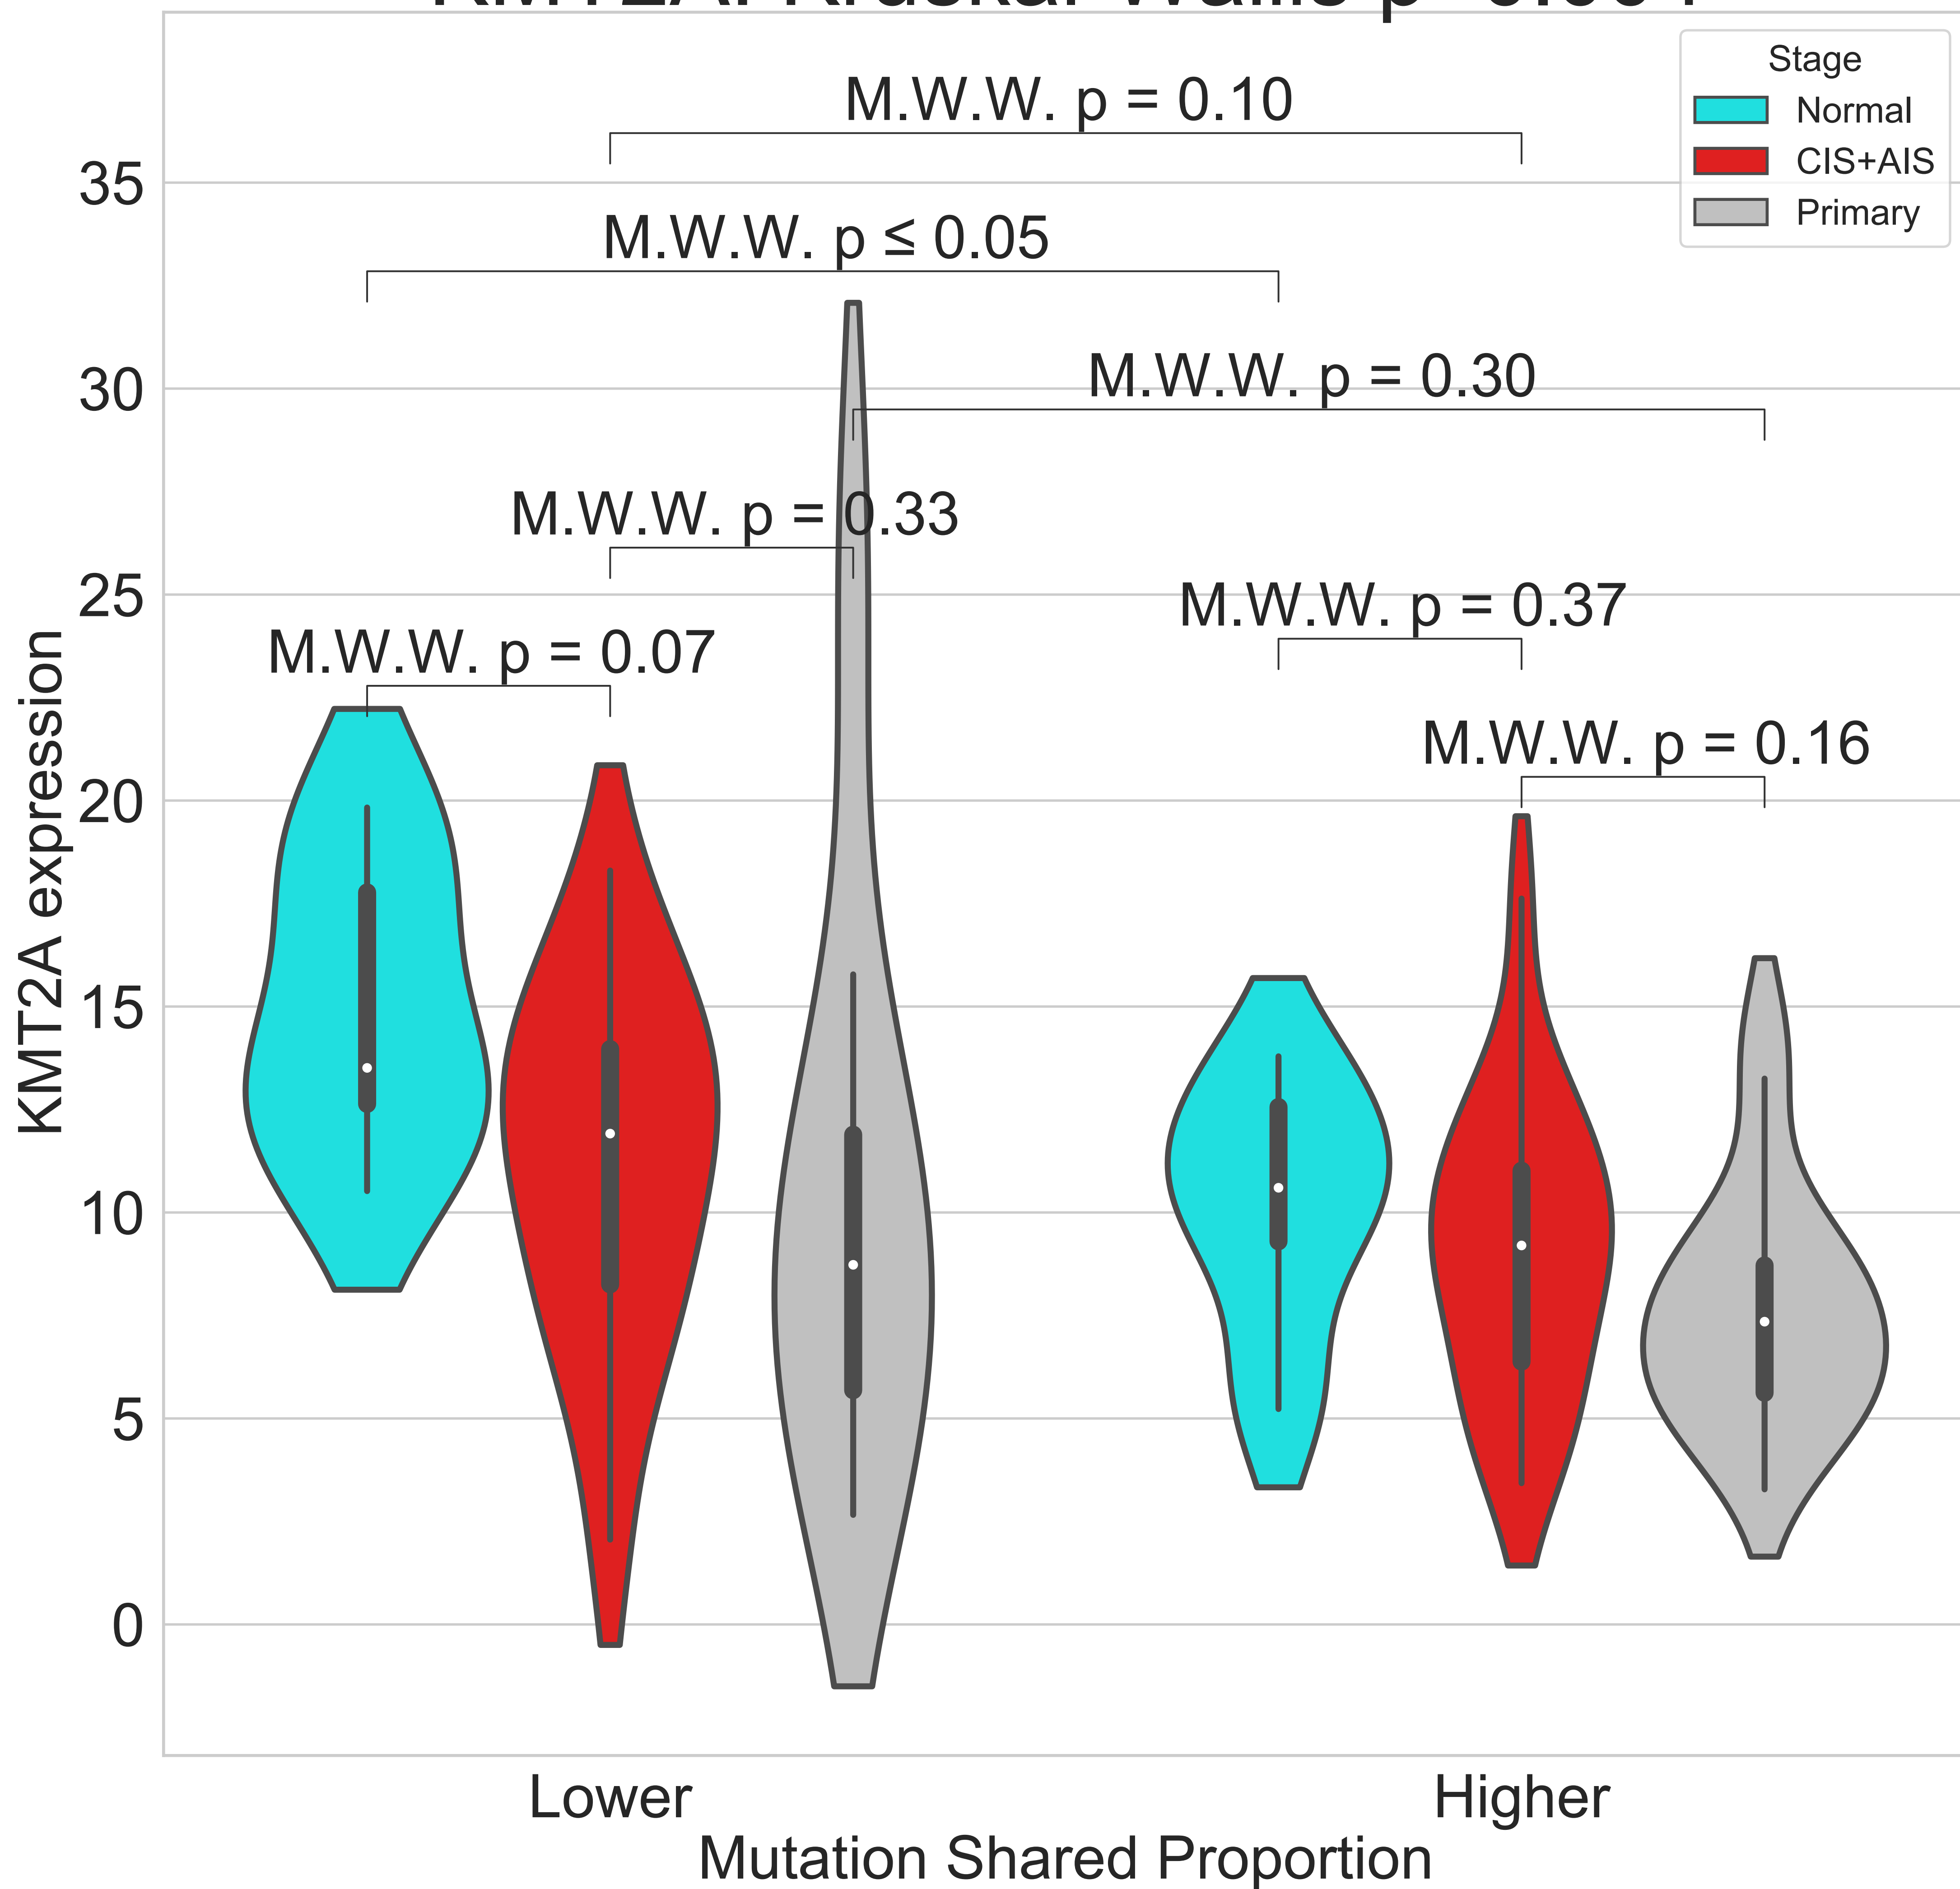 Stage
Normal
CIS+AIS
Primary
M.W.W. p = 0.10
M.W.W. p ≤ 0.05
M.W.W. p = 0.30
M.W.W. p = 0.33
M.W.W. p = 0.37
M.W.W. p = 0.07
M.W.W. p = 0.16
KMT2A expression
35
30
25
20
15
10
5
0
Lower
Higher
Mutation Shared Proportion